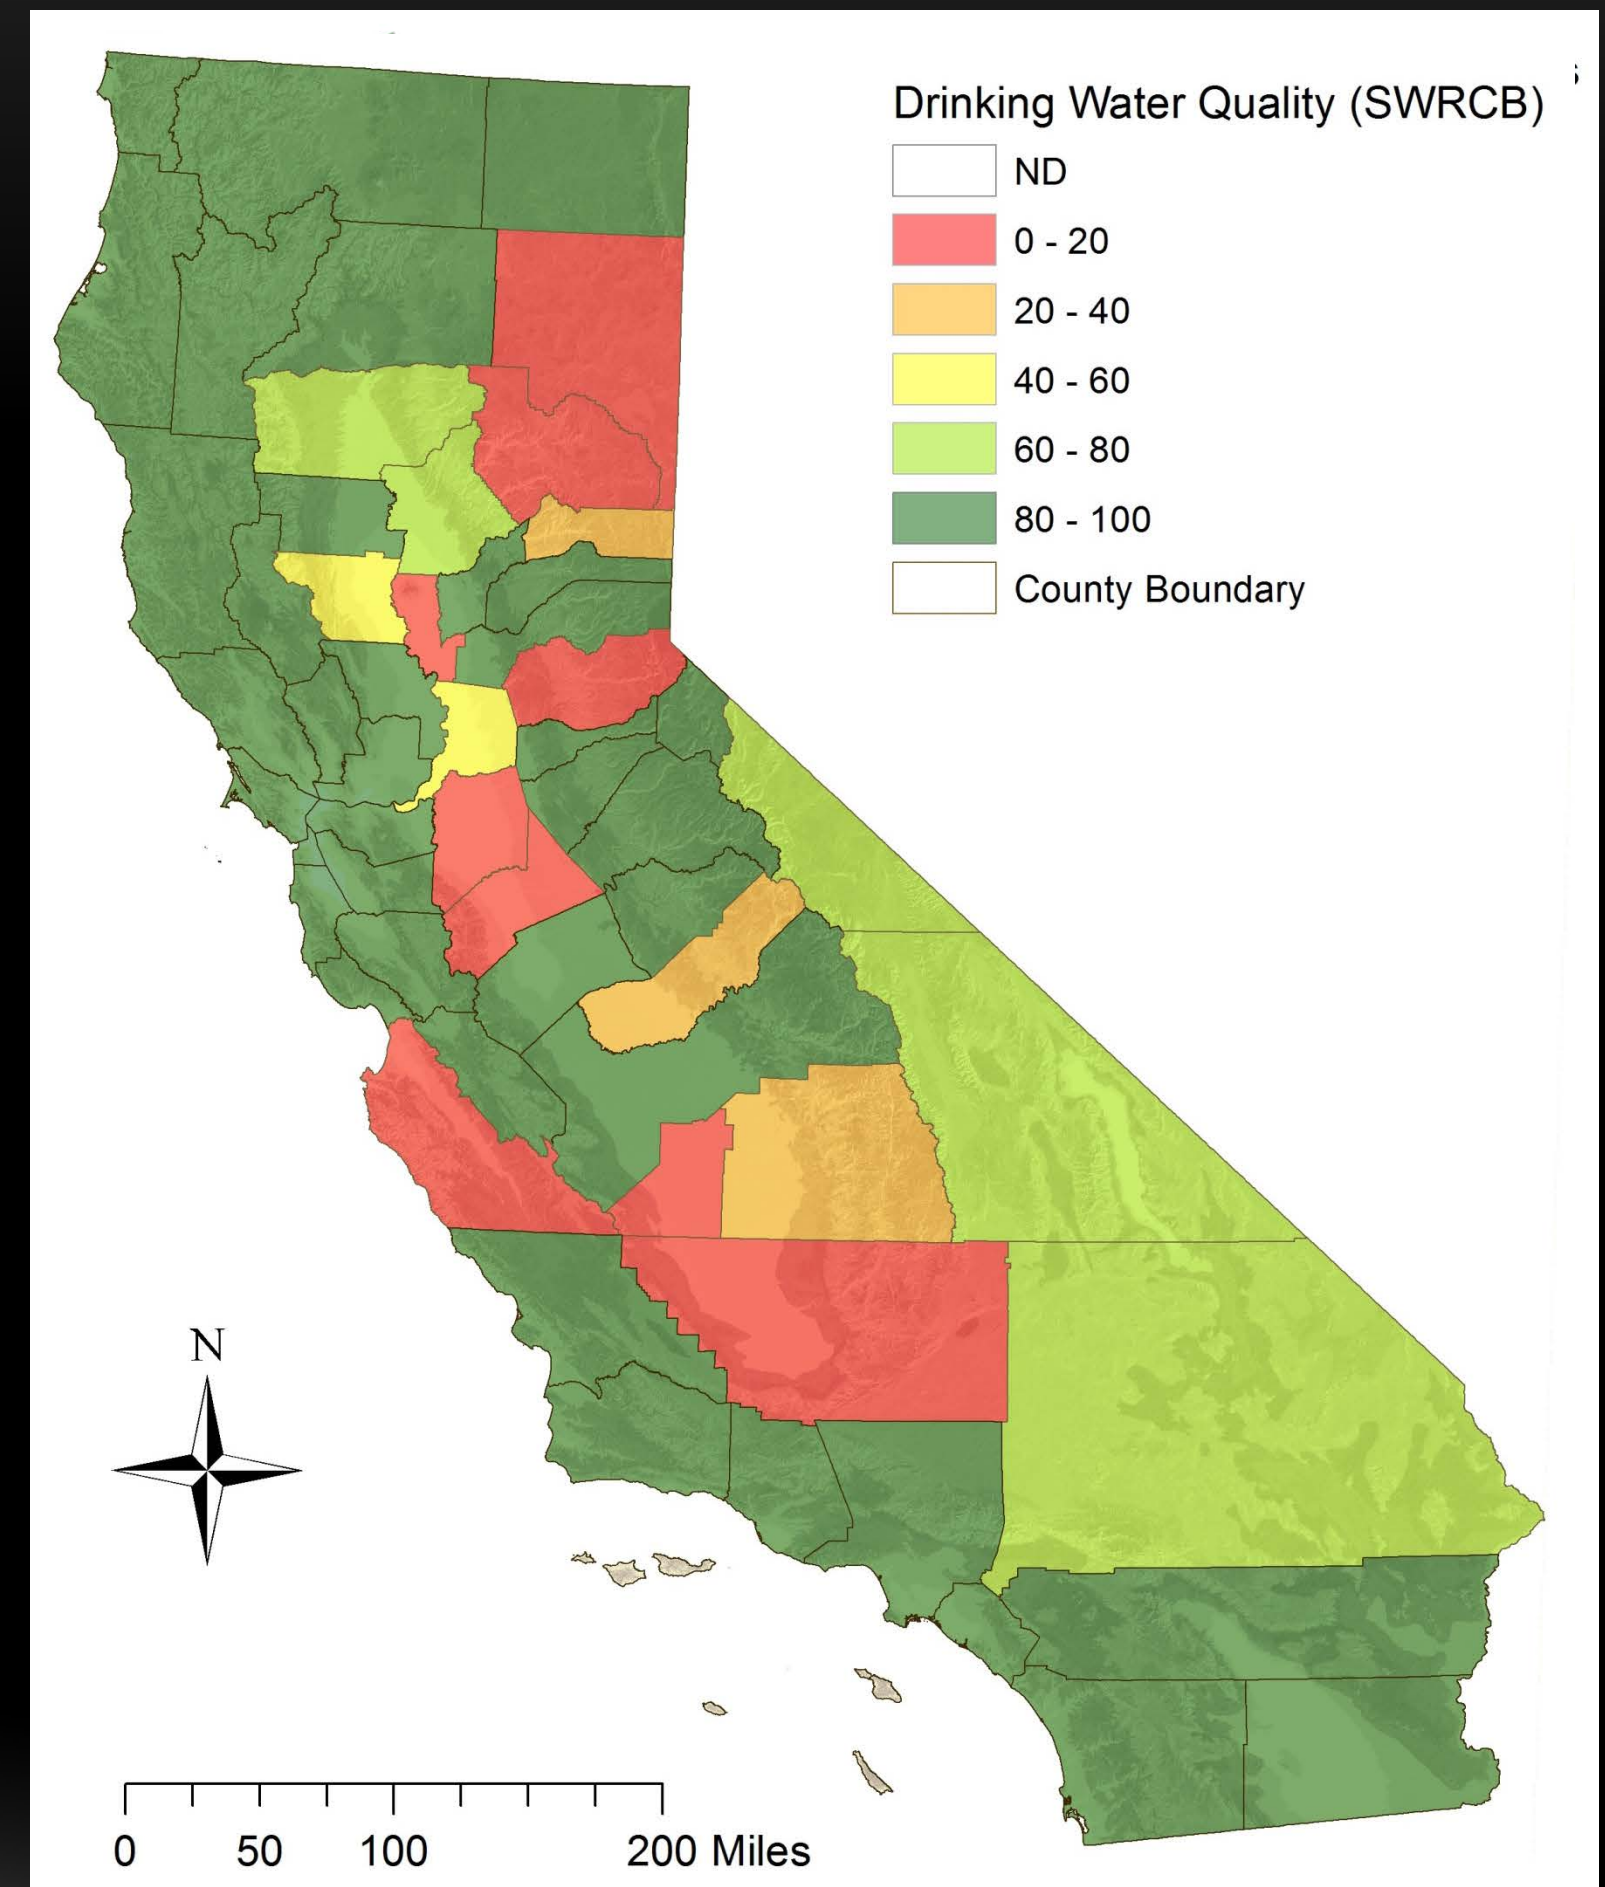 Drinking Water Quality (SWRCB)
ND
0 - 20
20 - 40
40 - 60
60 - 80
80 - 100
County Boundary
N
0 50 100 200 Miles